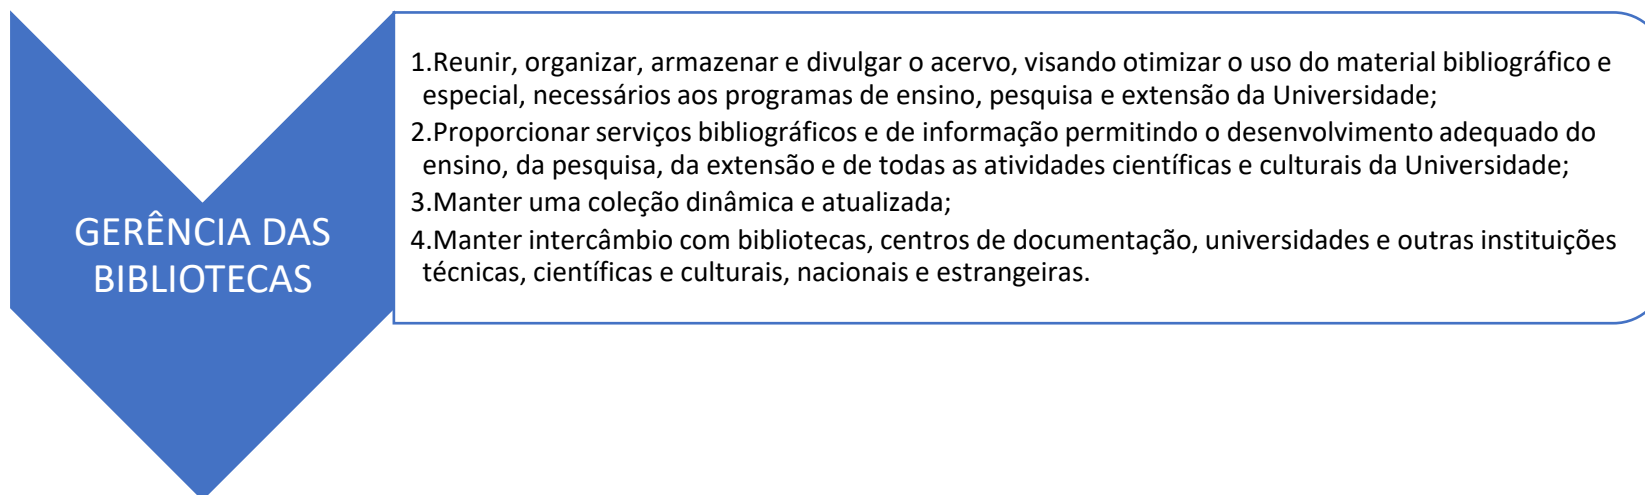 GERÊNCIA DAS
BIBLIOTECAS
1.Reunir, organizar, armazenar e divulgar o acervo, visando otimizar o uso do material bibliográfico e
especial, necessários aos programas de ensino, pesquisa e extensão da Universidade;
2.Proporcionar serviços bibliográficos e de informação permitindo o desenvolvimento adequado do
ensino, da pesquisa, da extensão e de todas as atividades científicas e culturais da Universidade;
3.Manter uma coleção dinâmica e atualizada;
4.Manter intercâmbio com bibliotecas, centros de documentação, universidades e outras instituições
técnicas, científicas e culturais, nacionais e estrangeiras.